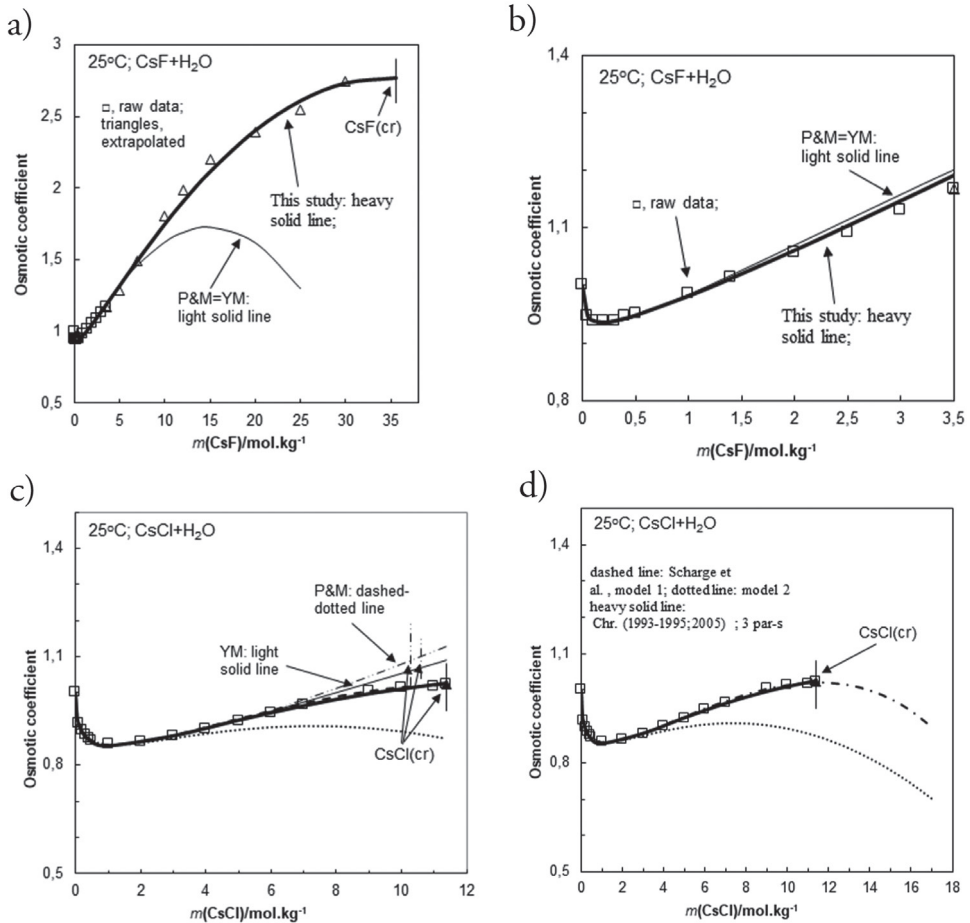 a)
25ºC; CsF+H2O
□, raw data;
triangles,
extrapolated
CsF(cr)
This study: heavy
solid line;
P&M=YM:
light solid line
Osmotic coefficient
3
2,5
2
1,5
1
0,5
0 5 10 15 20 25 30 35
m(CsF)/mol.kg-1
b)
25ºC; CsF+H2O
P&M=YM:
light solid line
□, raw data;
This study: heavy
solid line;
Osmotic coefficient
1,4
1,1
0,8
0 0,5 1 1,5 2 2,5 3 3,5
m(CsF)/mol.kg-1
c)
25ºC; CsCl+H2O
P&M: dashed-
dotted line
YM: light
solid line
CsCl(cr)
Osmotic coefficient
1,4
1,1
0,8
0,5
0 2 4 6 8 10 12
m(CsCl)/mol.kg-1
d)
25ºC; CsCl+H2O
dashed line: Scharge et
al. , model 1; dotted line: model 2
heavy solid line:
Chr. (1993-1995;2005) ; 3 par-s
CsCl(cr)
Osmotic coefficient
1,4
1,1
0,8
0,5
0 2 4 6 8 10 12 14 16 18
m(CsCl)/mol.kg-1